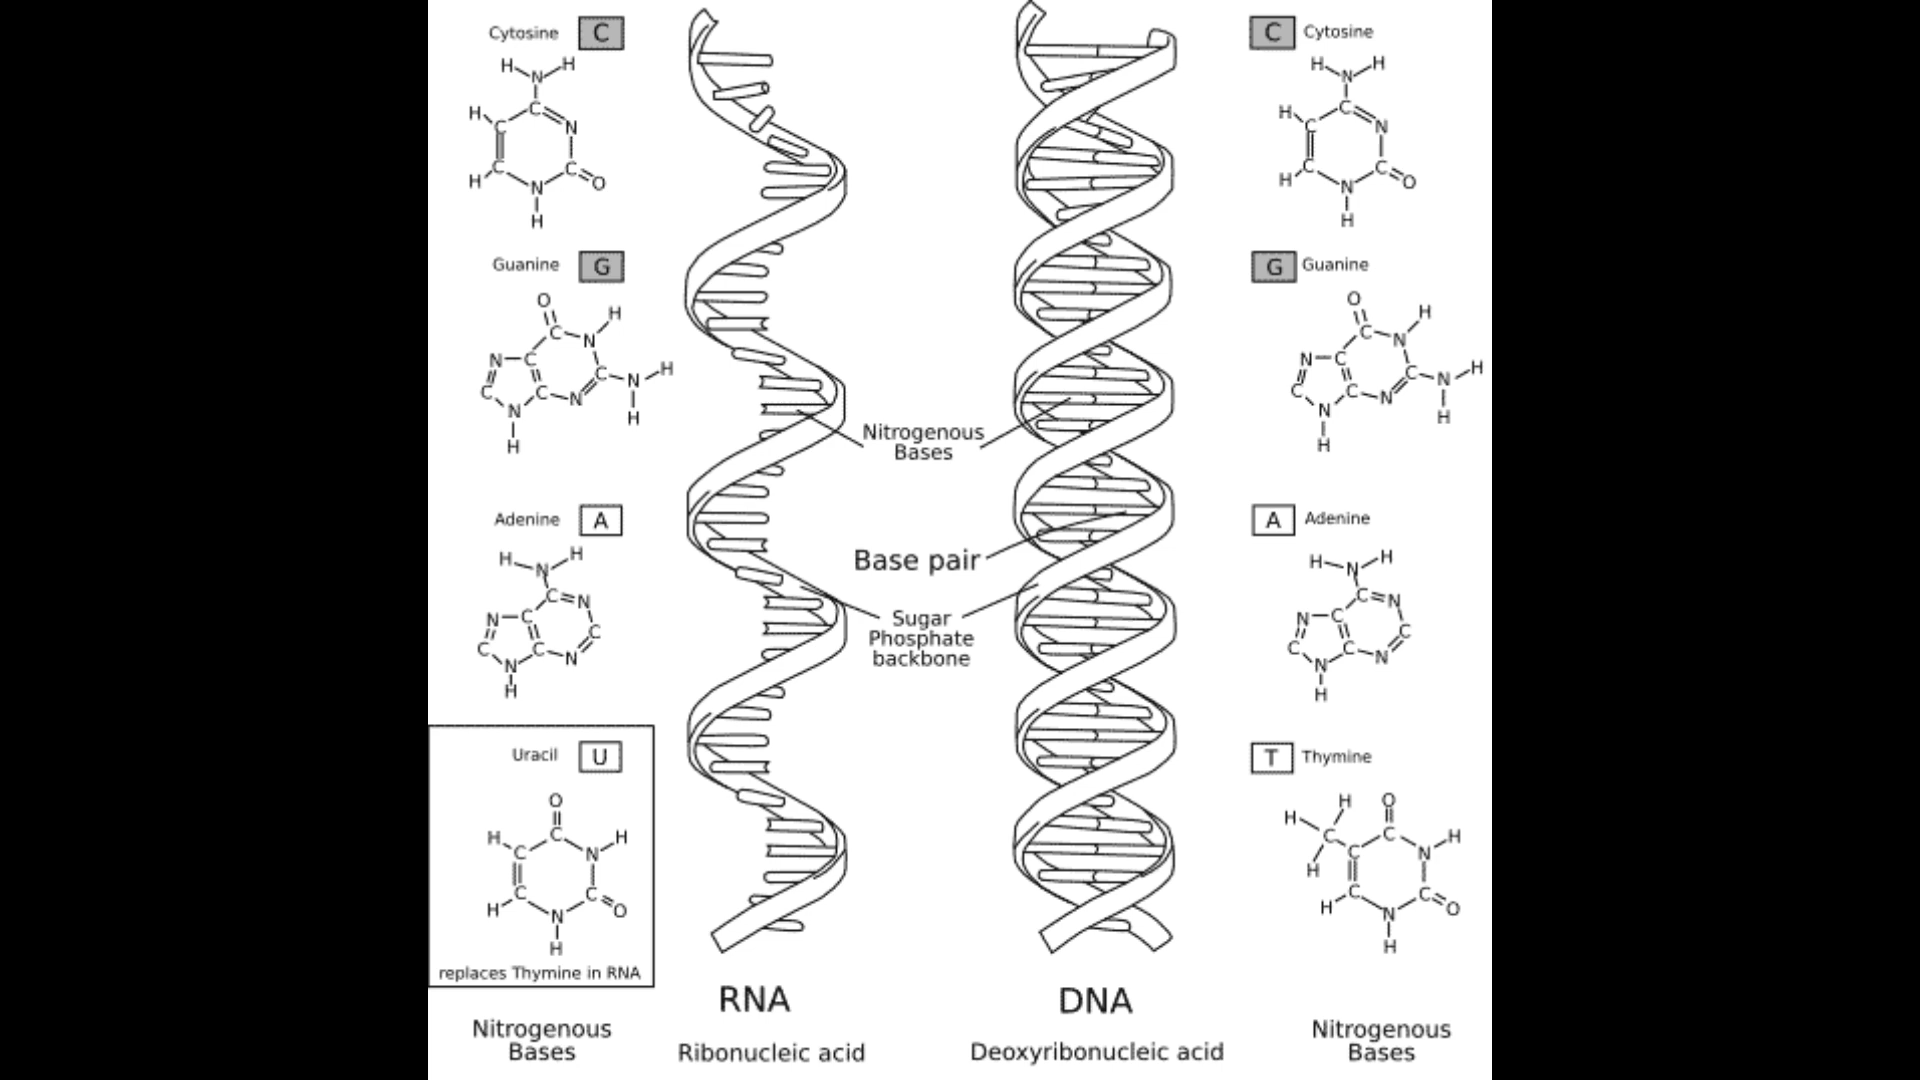 Cytosine C
H H
N
H C
C N
C C
H N O
H
Guanine G
O
H
C N
N C
C H
C N
C N
N
H
H
Adenine A
H H
N
C N
N C
C
C C
N
N
H
Uracil U
O
H C H
C N
C C
H O
N
H
replaces Thymine in RNA
Nitrogenous
Bases
RNA
Ribonucleic acid
Nitrogenous
Bases
Base pair
Sugar
Phosphate
backbone
DNA
Deoxyribonucleic acid
C Cytosine
H H
N
H C
C N
C C
H N O
H
G Guanine
O
H
C N
N C
C H
C N
C N
N
H
H
A Adenine
H H
N
C N
N C
C
C C
N
N
H
T Thymine
H O
H
C C H
C N
H
C C
H O
N
H
Nitrogenous
Bases